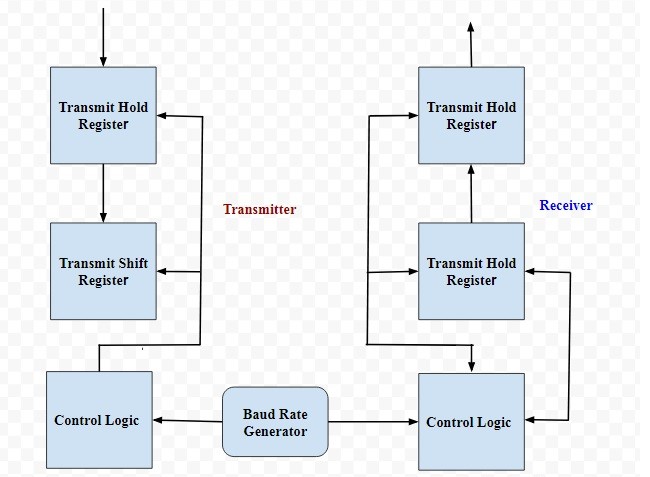 Transmit Hold
Register
Transmit Hold
Register
Transmitter
Receiver
Transmit Shift
Register
Transmit Hold
Register
Control Logic
Baud Rate
Generator
Control Logic